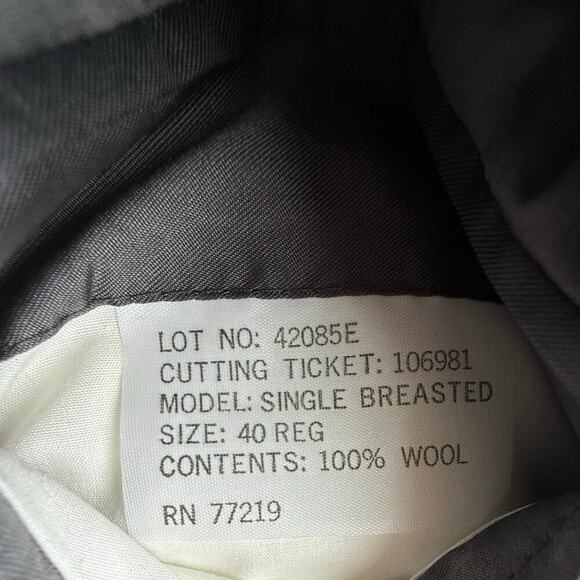 LOT NO: 42085E
CUTTING TICKET: 106981
MODEL: SINGLE BREASTED
SIZE: 40 REG
CONTENTS: 100% WOOL
RN 77219